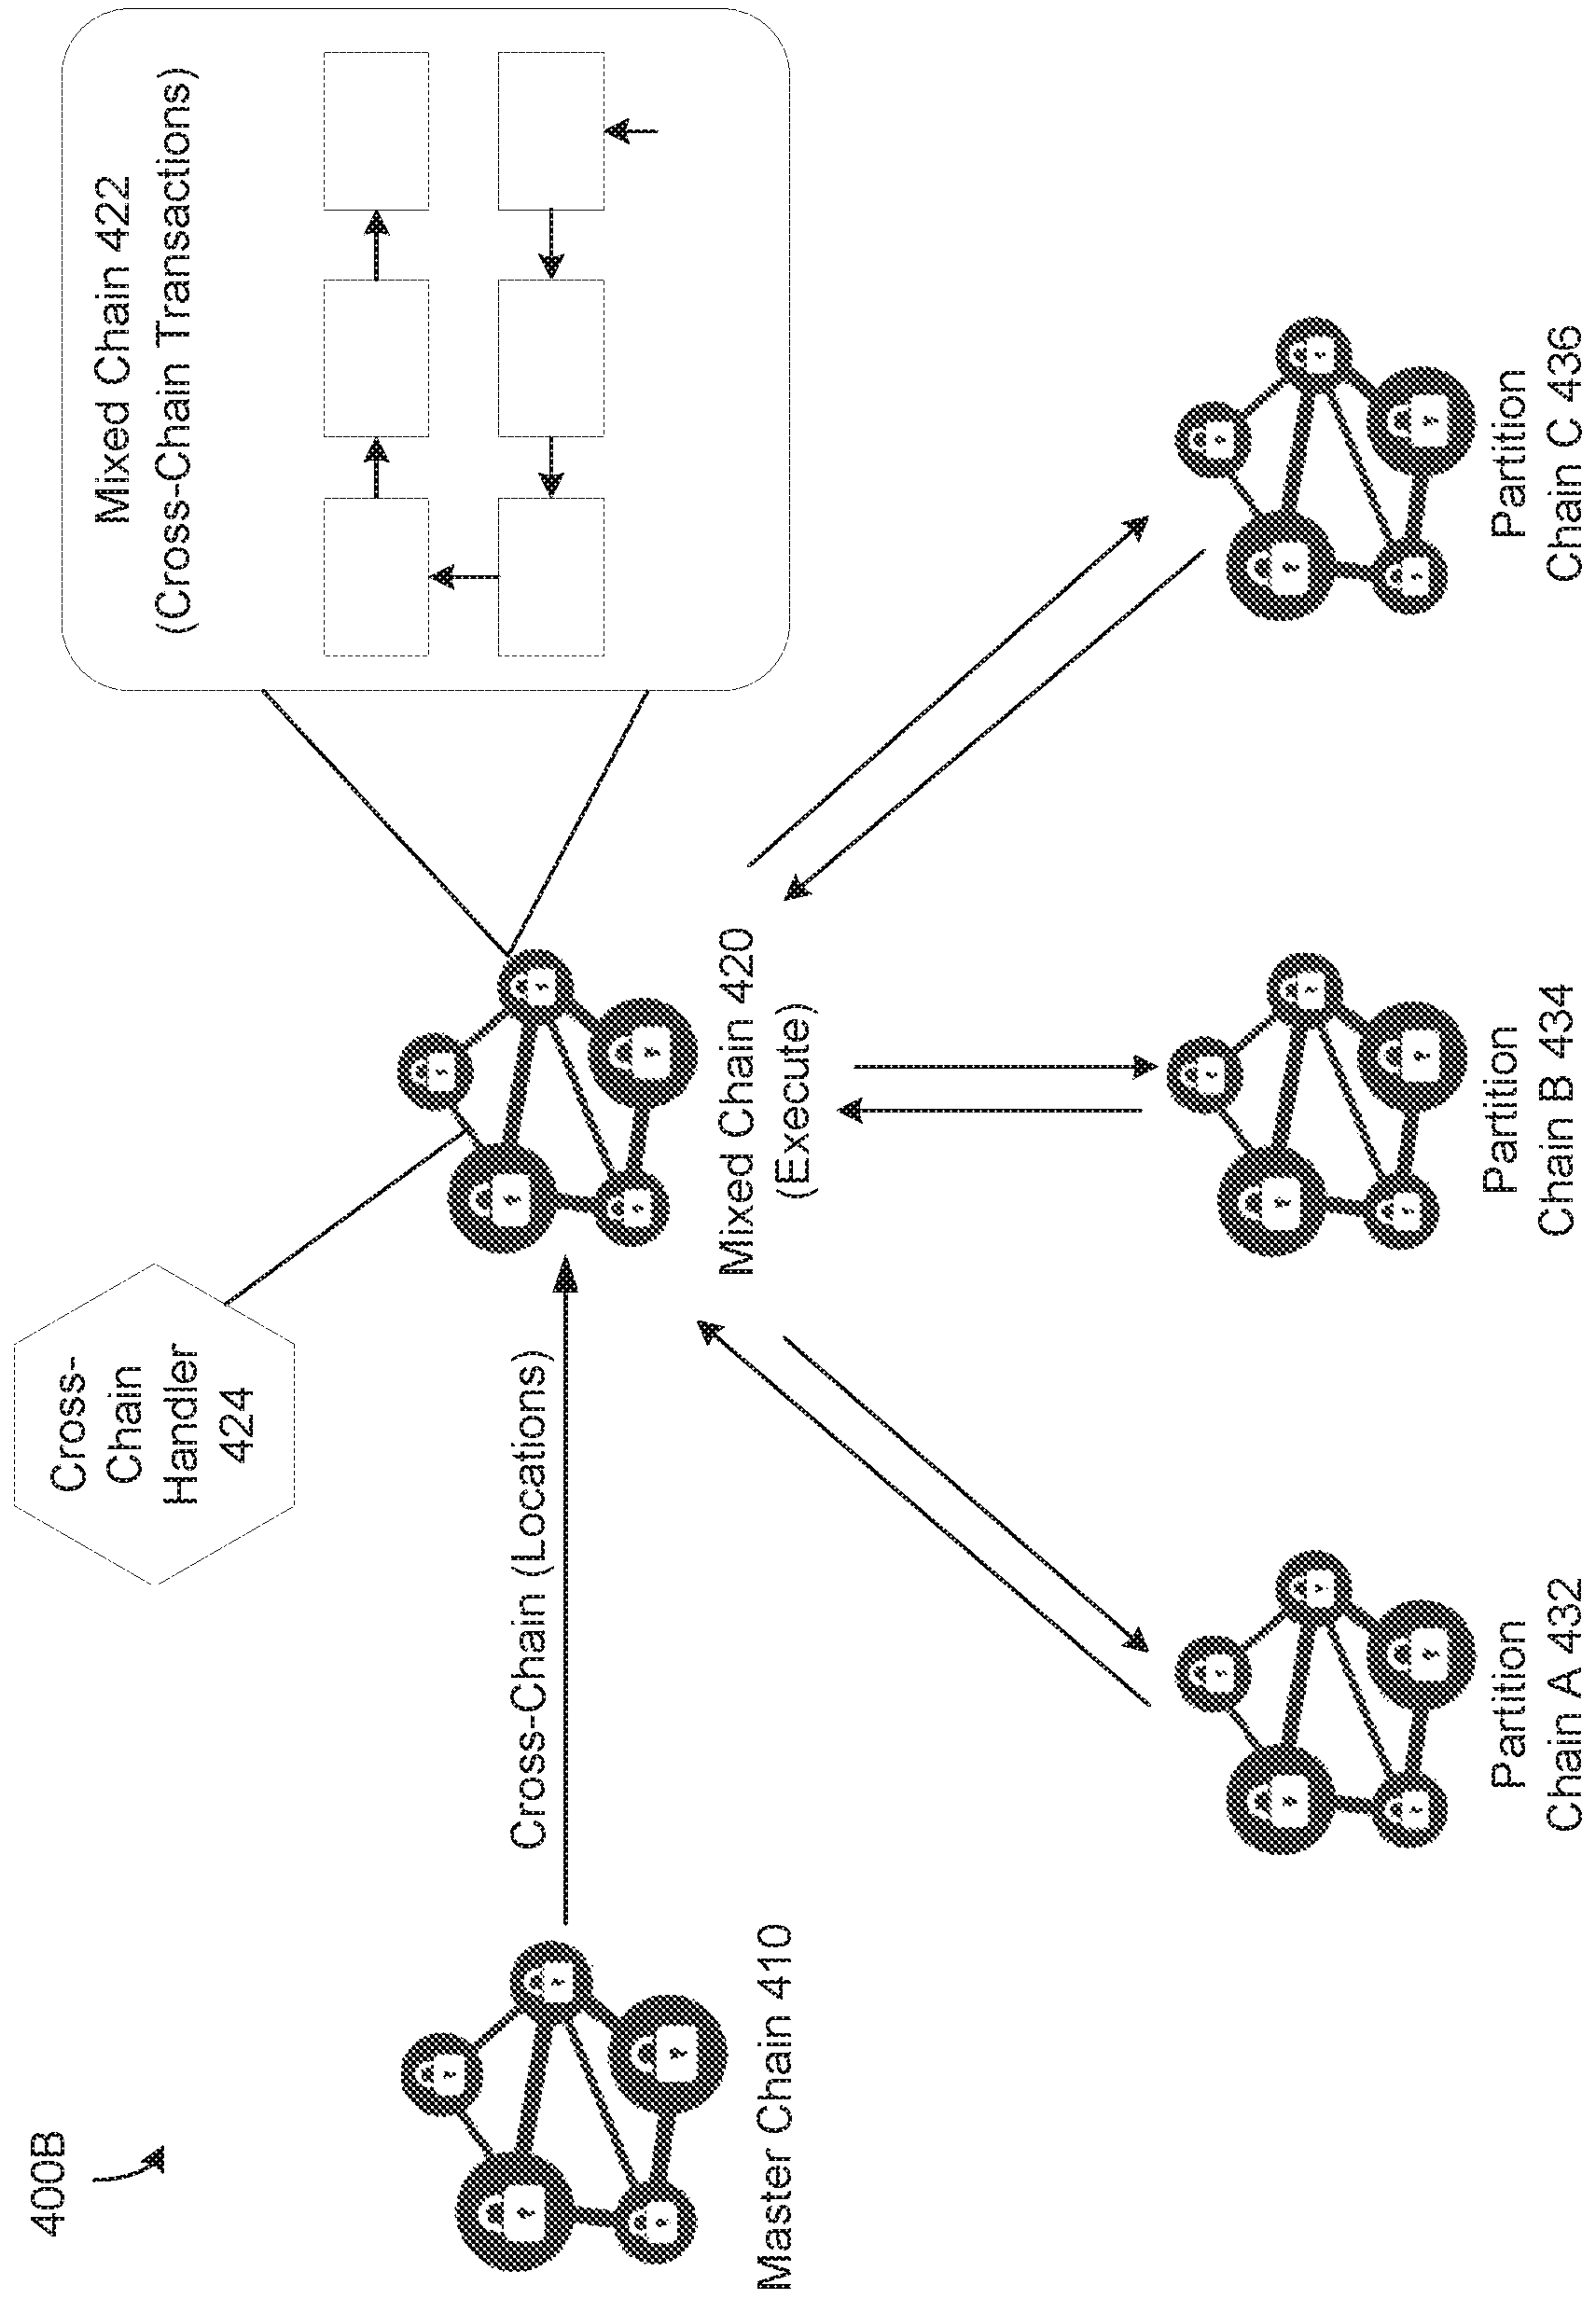 400B
Cross-
Chain
Handler
424
Mixed Chain 422
(Cross-Chain Transactions)
Cross-Chain (Locations)
Master Chain 410
Mixed Chain 420
(Execute)
Partition
Chain A 432
Partition
Chain B 434
Partition
Chain C 436